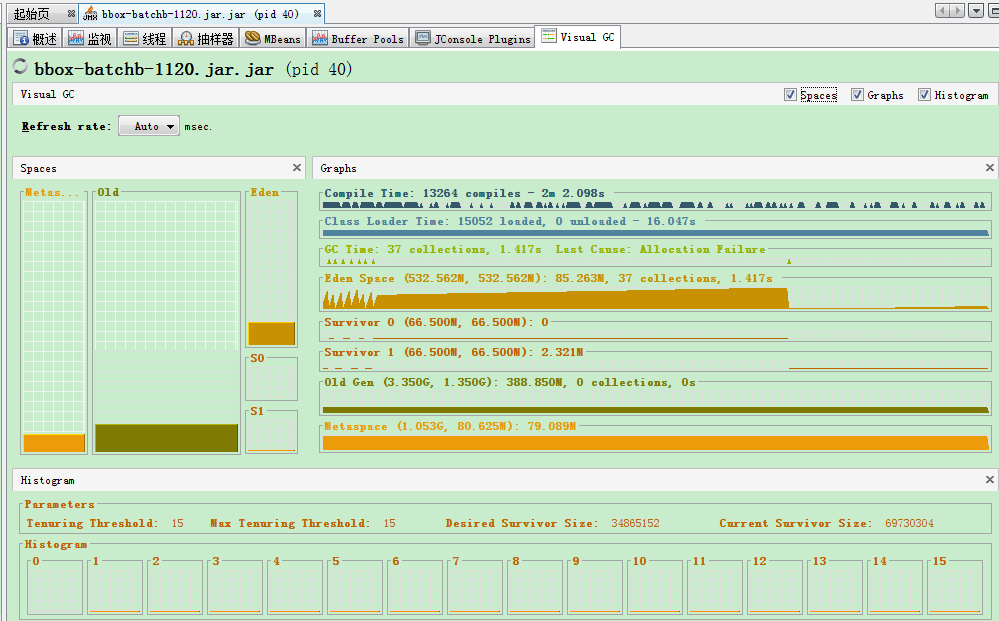 起始页 bbox-batchb-1120.jar.jar (pid 40)
概述 监视 线程 抽样器 MBeans Buffer Pools JConsole Plugins Visual GC
bbox-batchb-1120.jar.jar (pid 40)
Visual GC Spaces Graphs Histogram
Refresh rate: Auto msec.
Spaces
Metas... Old Eden
S0
S1
Graphs
Compile Time: 13264 compiles - 2m 2.098s
Class Loader Time: 15052 loaded, 0 unloaded - 16.047s
GC Time: 37 collections, 1.417s Last Cause: Allocation Failure
Eden Space (532.562M, 532.562M): 85.263M, 37 collections, 1.417s
Survivor 0 (66.500M, 66.500M): 0
Survivor 1 (66.500M, 66.500M): 2.321M
Old Gen (3.350G, 1.350G): 388.850M, 0 collections, 0s
Metaspace (1.053G, 80.625M): 79.089M
Histogram
Parameters
Tenuring Threshold: 15 Max Tenuring Threshold: 15 Desired Survivor Size: 34865152 Current Survivor Size: 69730304
Histogram
0 1 2 3 4 5 6 7 8 9 10 11 12 13 14 15